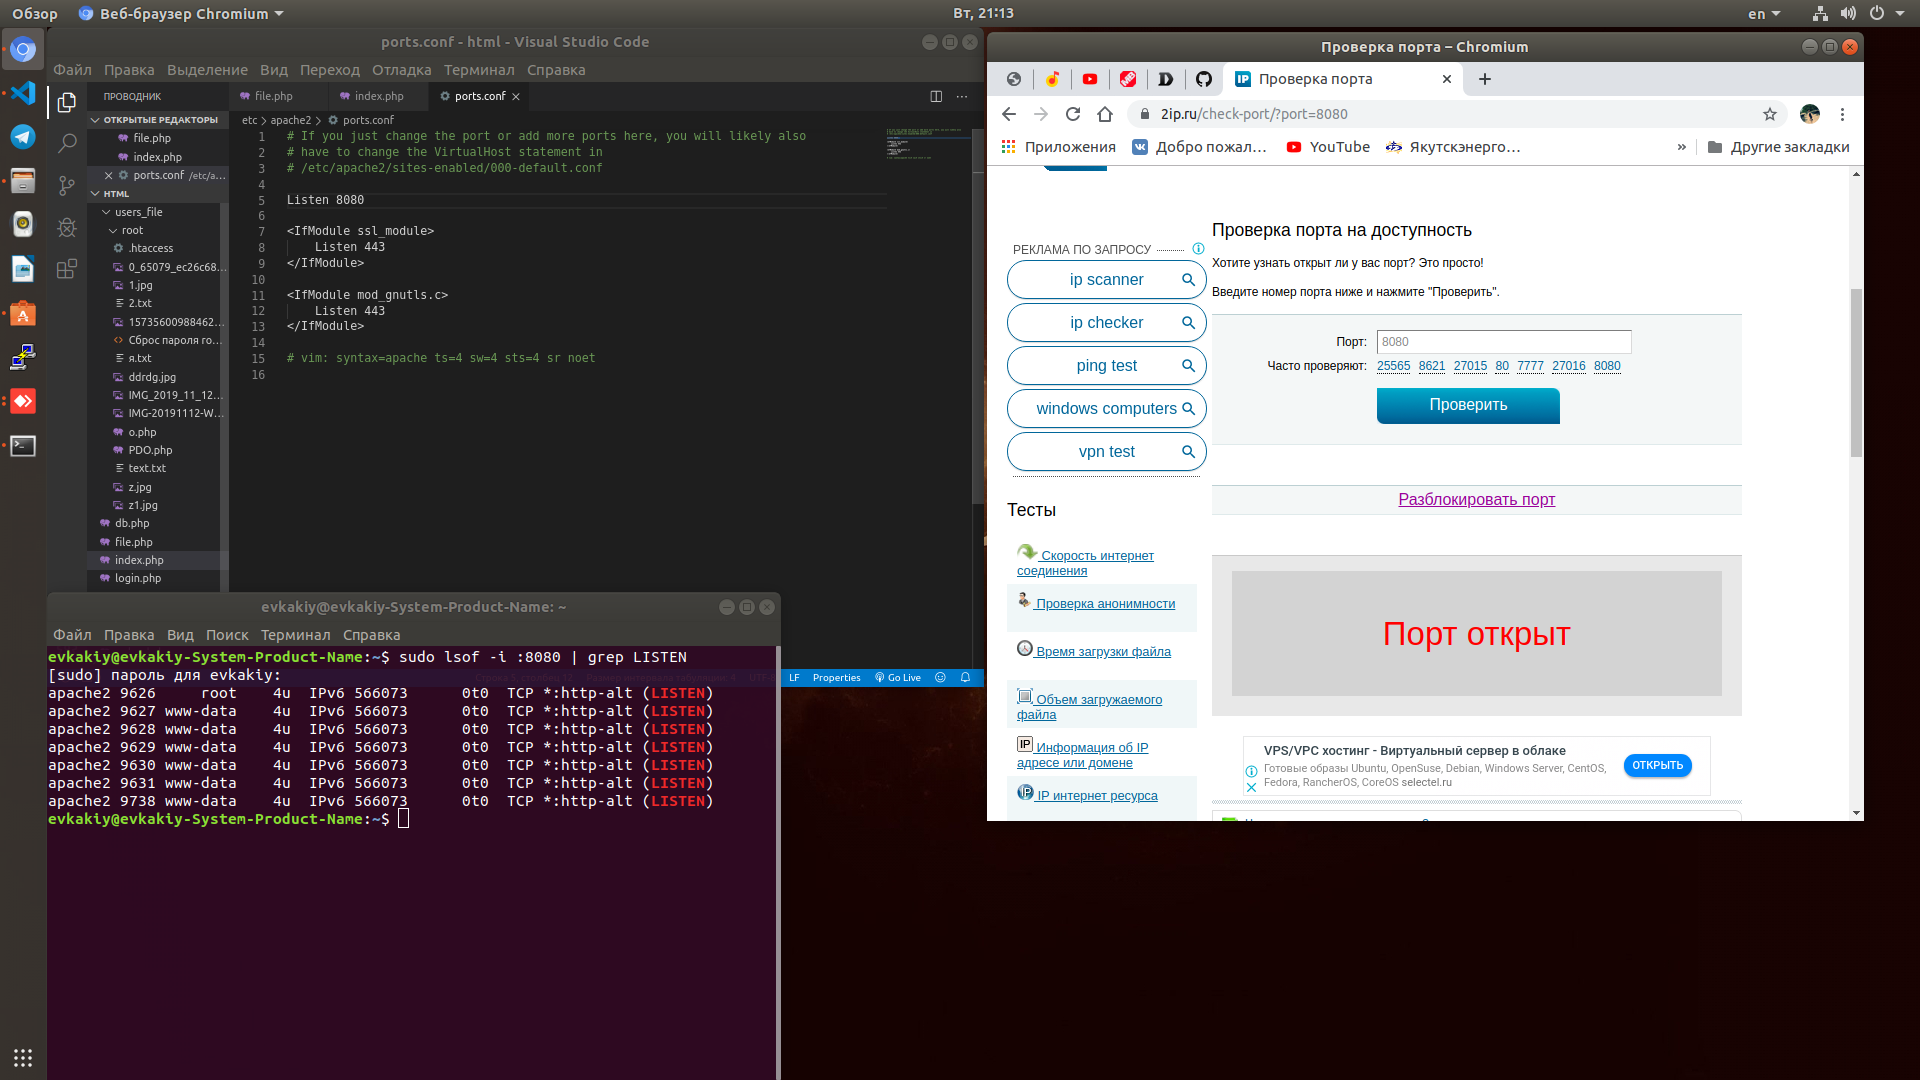 Обзор
Веб-браузер Chromium
Вт, 21:13
en
ports.conf - html - Visual Studio Code
Файл Правка Выделение Вид Переход Отладка Терминал Справка
ПРОВОДНИК
ОТКРЫТЫЕ РЕДАКТОРЫ
file.php
index.php
ports.conf /etc/a...
HTML
users_file
root
.htaccess
0_65079_ec26c68...
1.jpg
2.txt
15735600988462...
Сброс пароля го...
я.txt
ddrdg.jpg
IMG_2019_11_12...
IMG-20191112-W...
o.php
PDO.php
text.txt
z.jpg
z1.jpg
db.php
file.php
index.php
login.php
file.php index.php ports.conf
etc > apache2 > ports.conf
1 # If you just change the port or add more ports here, you will likely also
2 # have to change the VirtualHost statement in
3 # /etc/apache2/sites-enabled/000-default.conf
4
5 Listen 8080
6
7 <IfModule ssl_module>
8 Listen 443
9 </IfModule>
10
11 <IfModule mod_gnutls.c>
12 Listen 443
13 </IfModule>
14
15 # vim: syntax=apache ts=4 sw=4 sts=4 sr noet
16
LF Properties Go Live
evkakiy@evkakiy-System-Product-Name: ~
Файл Правка Вид Поиск Терминал Справка
evkakiy@evkakiy-System-Product-Name:~$ sudo lsof -i :8080 | grep LISTEN
[sudo] пароль для evkakiy:
apache2 9626 root 4u IPv6 566073 0t0 TCP *:http-alt (LISTEN)
apache2 9627 www-data 4u IPv6 566073 0t0 TCP *:http-alt (LISTEN)
apache2 9628 www-data 4u IPv6 566073 0t0 TCP *:http-alt (LISTEN)
apache2 9629 www-data 4u IPv6 566073 0t0 TCP *:http-alt (LISTEN)
apache2 9630 www-data 4u IPv6 566073 0t0 TCP *:http-alt (LISTEN)
apache2 9631 www-data 4u IPv6 566073 0t0 TCP *:http-alt (LISTEN)
apache2 9738 www-data 4u IPv6 566073 0t0 TCP *:http-alt (LISTEN)
evkakiy@evkakiy-System-Product-Name:~$
Проверка порта – Chromium
IP Проверка порта
2ip.ru/check-port/?port=8080
Приложения Добро пожал... YouTube Якутскэнерго... » Другие закладки
РЕКЛАМА ПО ЗАПРОСУ
ip scanner
ip checker
ping test
windows computers
vpn test
Тесты
Скорость интернет
соединения
Проверка анонимности
Время загрузки файла
Объем загружаемого
файла
IP Информация об IP
адресе или домене
IP интернет ресурса
Проверка порта на доступность
Хотите узнать открыт ли у вас порт? Это просто!
Введите номер порта ниже и нажмите "Проверить".
Порт: 8080
Часто проверяют: 25565 8621 27015 80 7777 27016 8080
Проверить
Разблокировать порт
Порт открыт
VPS/VPC хостинг - Виртуальный сервер в облаке
Готовые образы Ubuntu, OpenSuse, Debian, Windows Server, CentOS,
Fedora, RancherOS, CoreOS selectel.ru
ОТКРЫТЬ